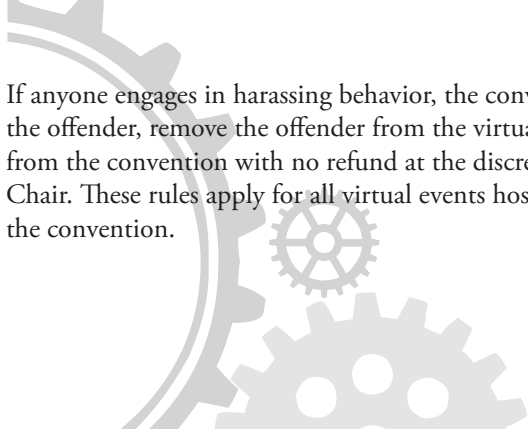 If anyone engages in harassing behavior, the conv
the offender, remove the offender from the virtua
from the convention with no refund at the discre
Chair. These rules apply for all virtual events hos
the convention.